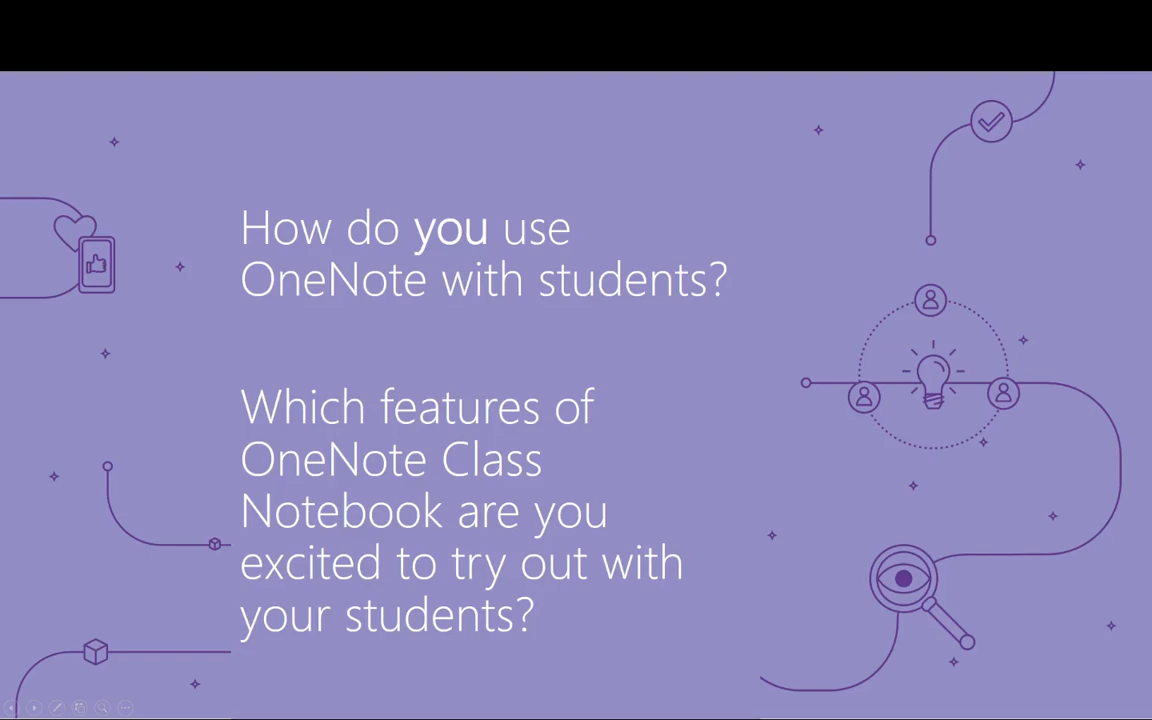 How do you use
OneNote with students?
Which features of
OneNote Class
Notebook are you
excited to try out with
your students?